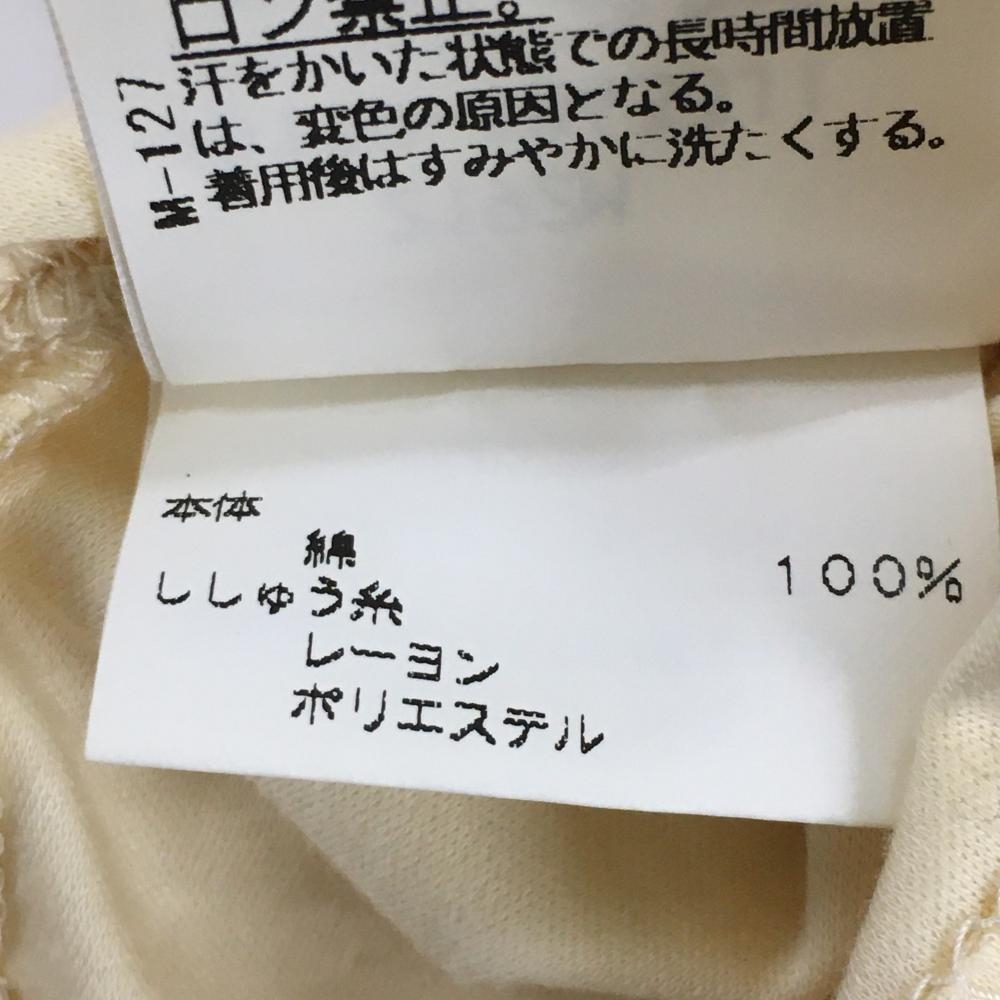 ロン禁止。
汗をかいた状態での長時間放置
は、変色の原因となる。
着用後はすみやかに洗たくする。
M-127
本体
綿 100%
ししゅう糸
レーヨン
ポリエステル